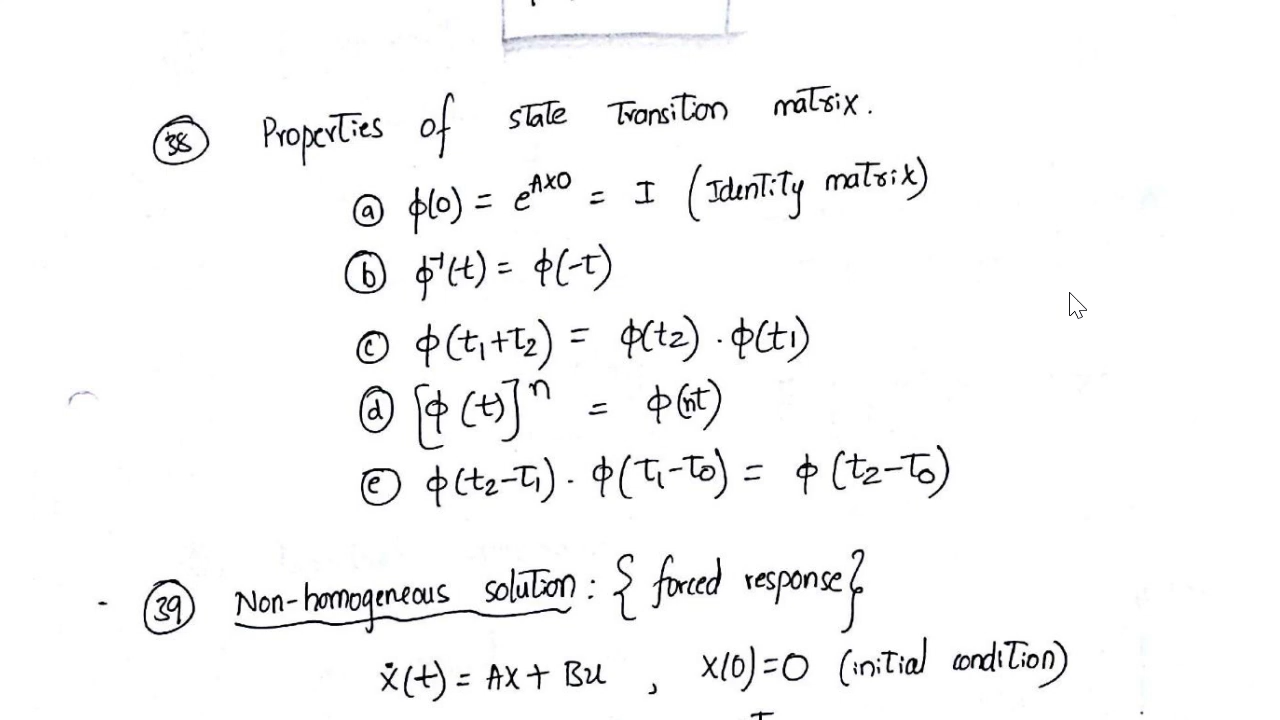 38 Properties of state Transition matrix.
a φ(0) = e^{A×0} = I (Identity matrix)
b φ⁻¹(t) = φ(-t)
c φ(t₁+t₂) = φ(t₂) . φ(t₁)
d [φ(t)]ⁿ = φ(nt)
e φ(t₂-t₁) . φ(t₁-t₀) = φ(t₂-t₀)
39 Non-homogeneous solution : { forced response }
ẋ(t) = AX + Bu , X(0)=0 (initial condition)